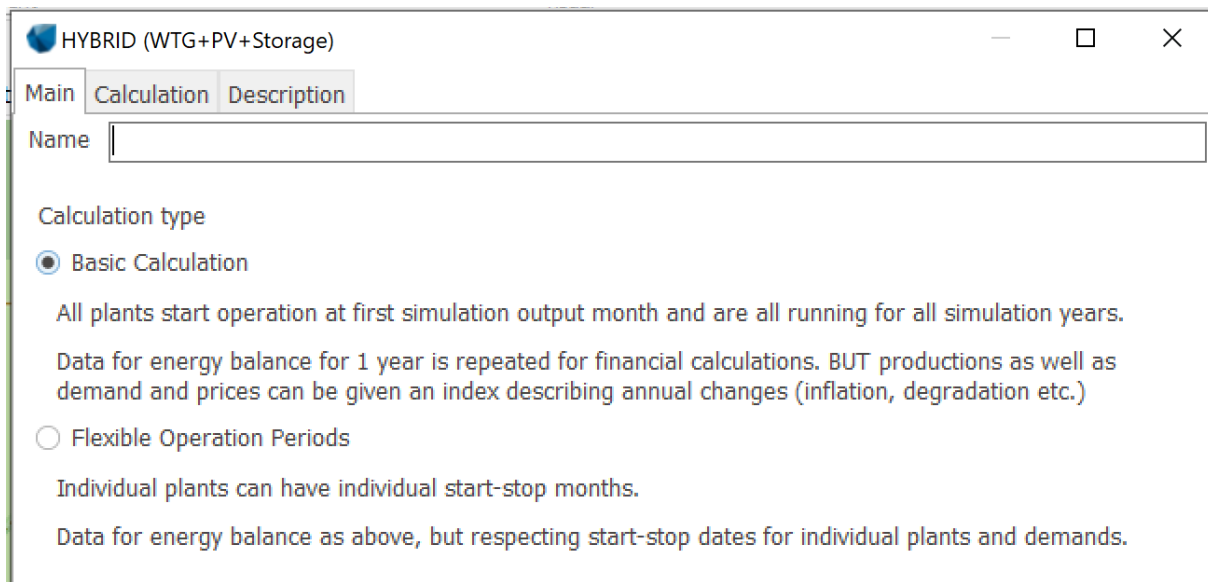 HYBRID (WTG+PV+Storage)
Main Calculation Description
Name
Calculation type
Basic Calculation
All plants start operation at first simulation output month and are all running for all simulation years.
Data for energy balance for 1 year is repeated for financial calculations. BUT productions as well as
demand and prices can be given an index describing annual changes (inflation, degradation etc.)
Flexible Operation Periods
Individual plants can have individual start-stop months.
Data for energy balance as above, but respecting start-stop dates for individual plants and demands.